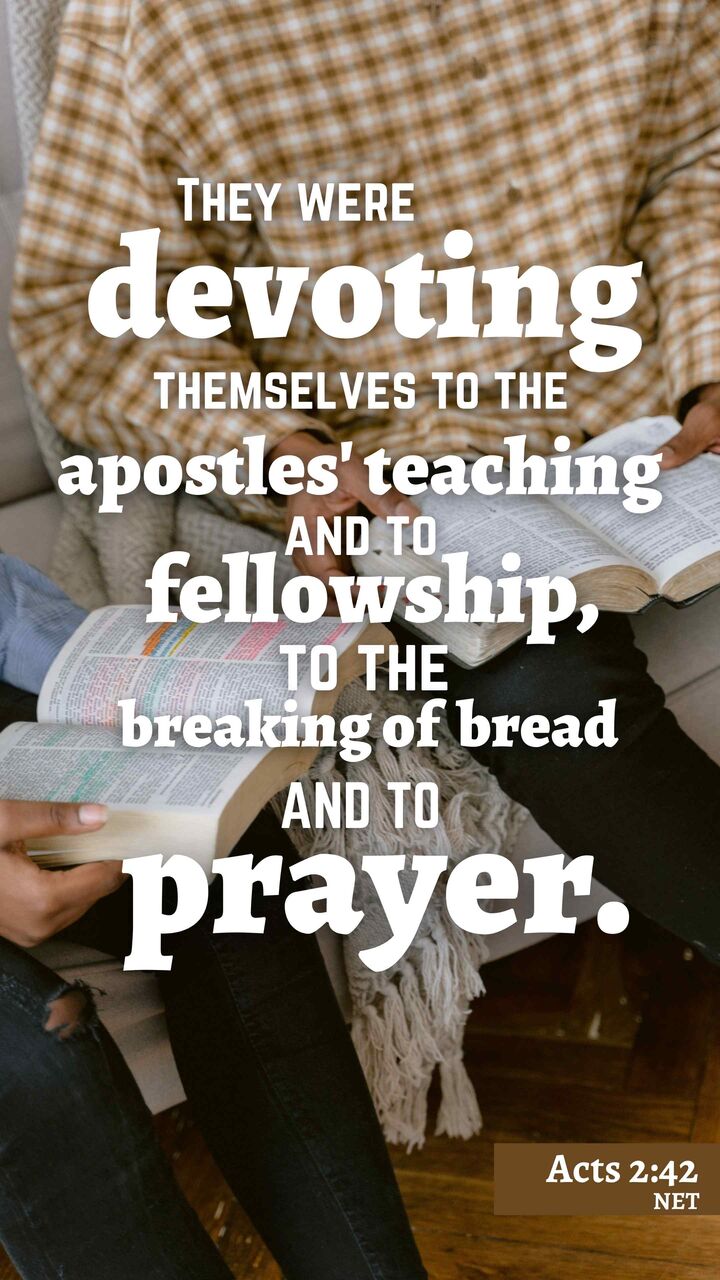 They were
devoting
themselves to the
apostles' teaching
and to
fellowship,
to the
breaking of bread
and to
prayer.
Acts 2:42
NET